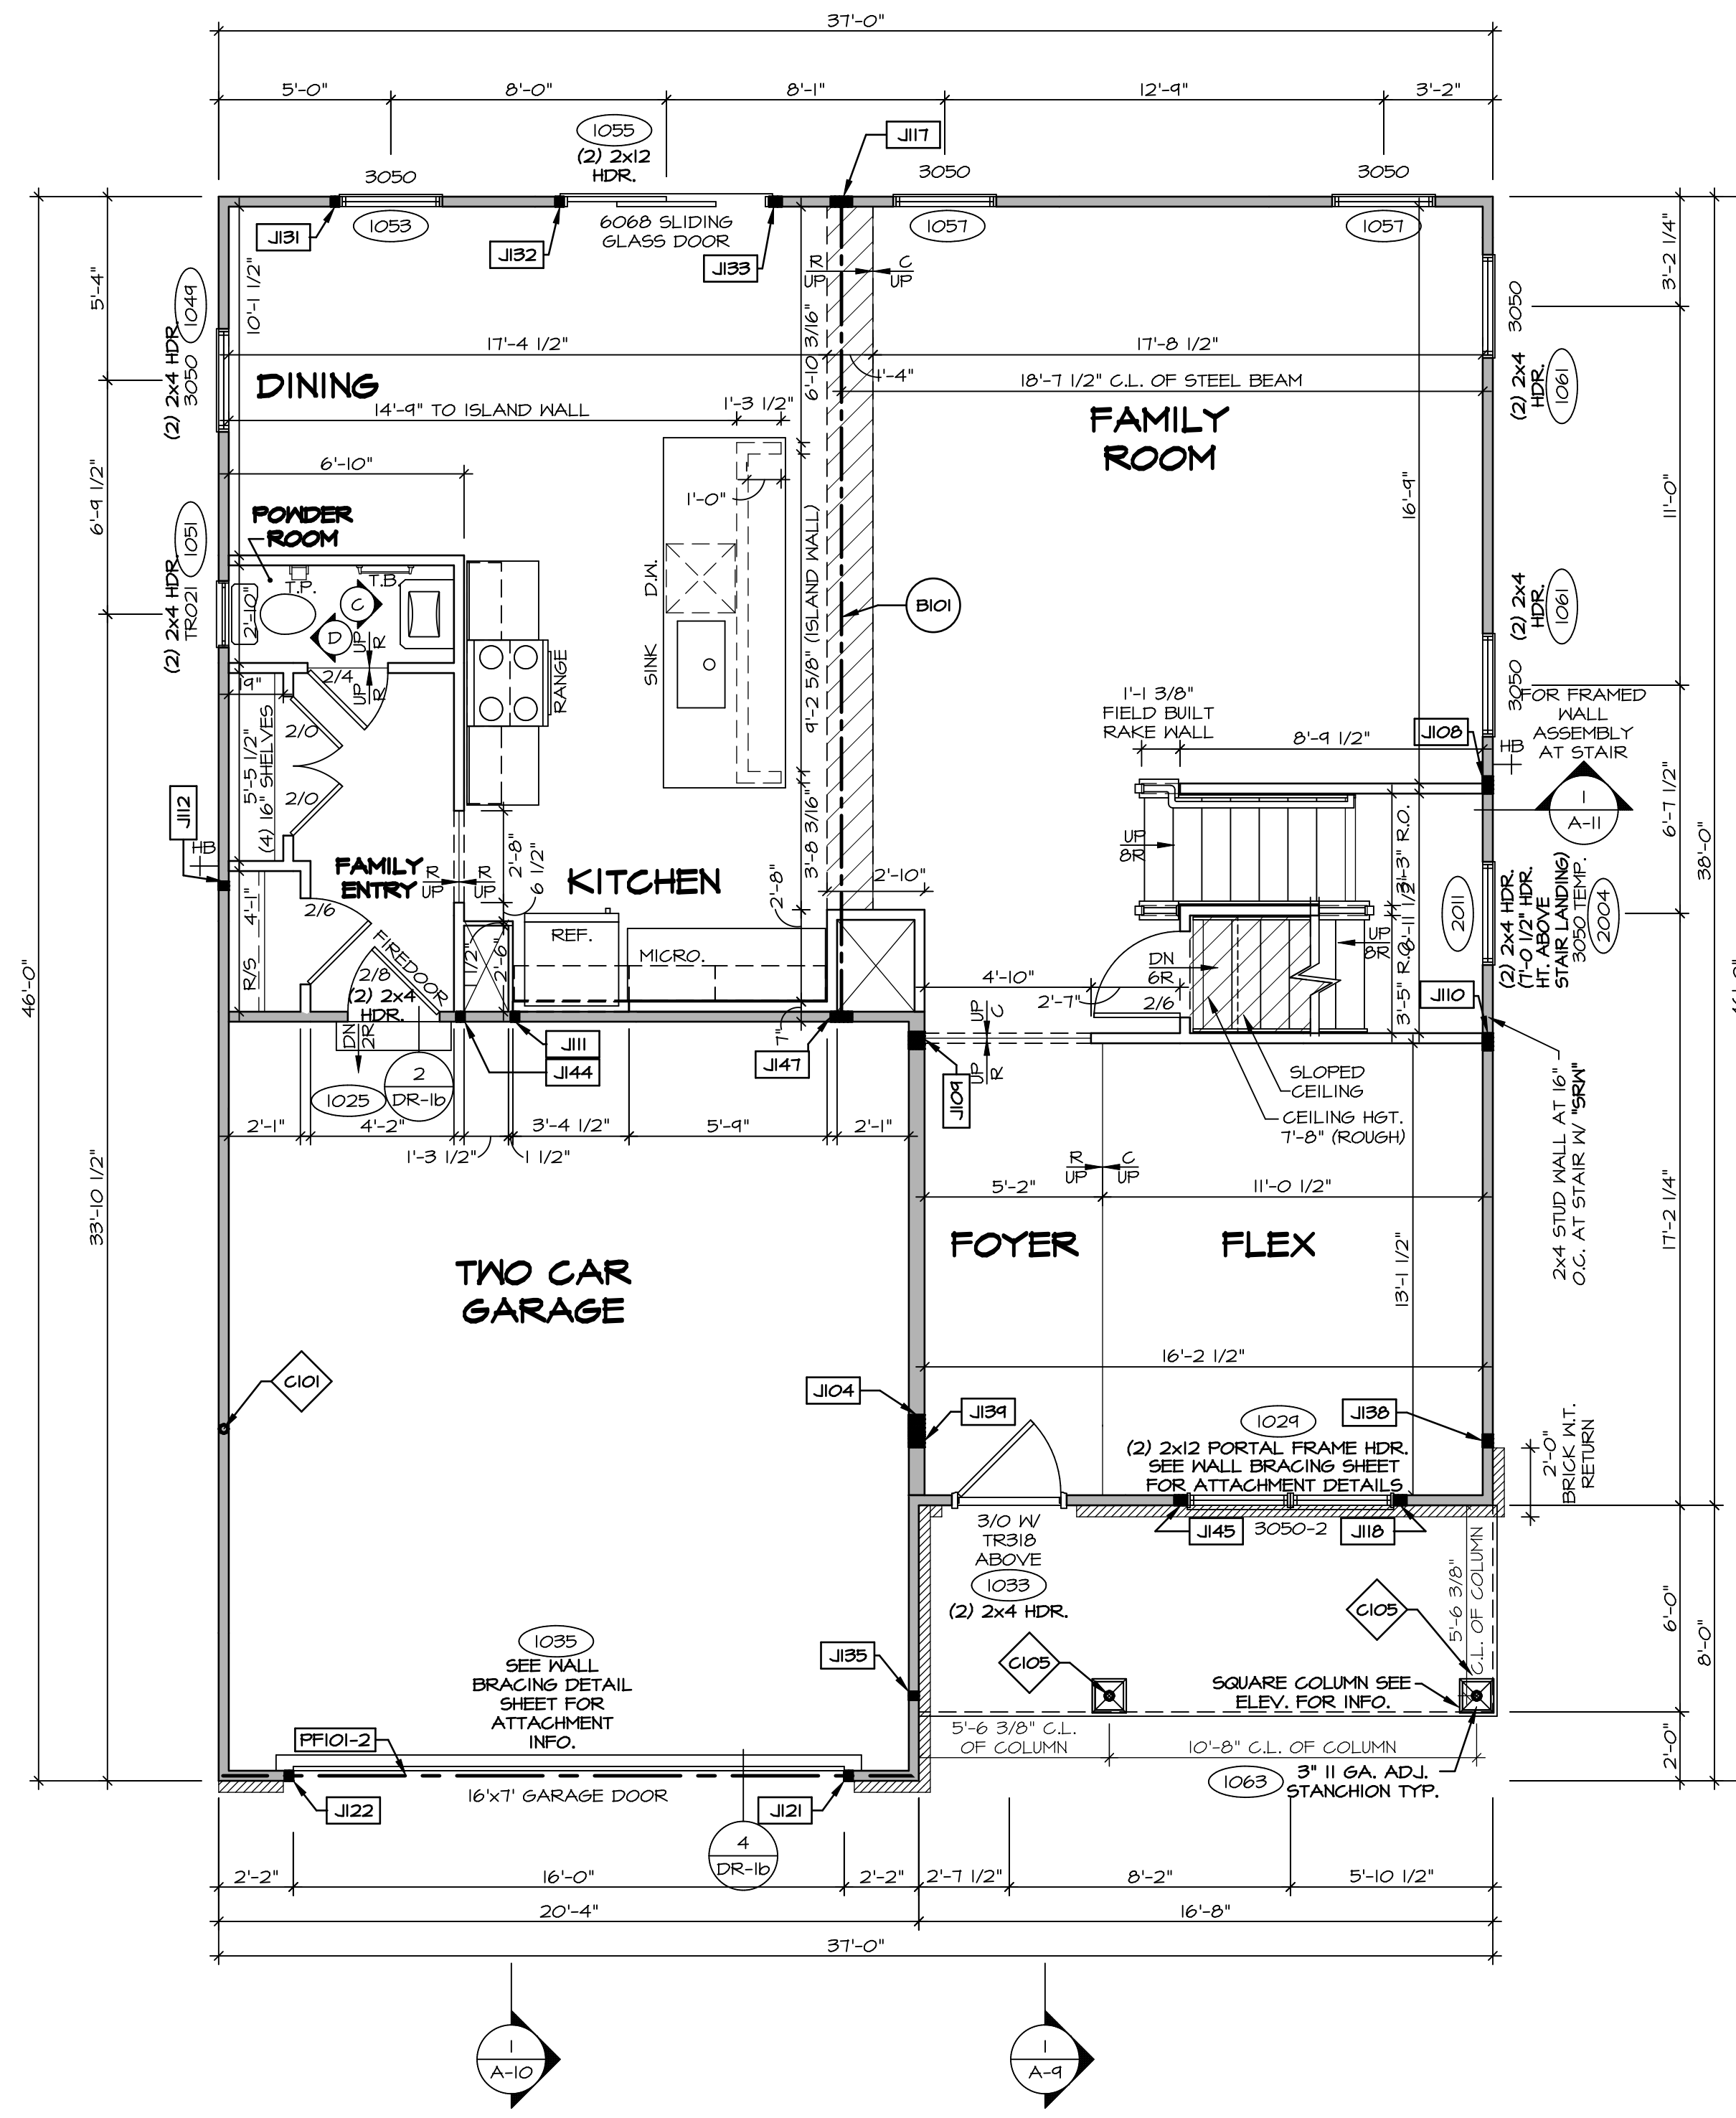 37'-0"
5'-0"
8'-0"
8'-1"
12'-9"
3'-2"
1055
(2) 2x12
HDR.
J117
3050
3050
3050
1053
1057
1057
J131
J132
J133
6068 SLIDING
GLASS DOOR
R
UP
C
UP
5'-4"
1049
(2) 2x4 HDR.
3050
10'-1 1/2"
6'-10 3/16"
3'-2 1/4"
3050
(2) 2x4
HDR.
1061
17'-4 1/2"
17'-8 1/2"
1'-4"
18'-7 1/2" C.L. OF STEEL BEAM
DINING
14'-9" TO ISLAND WALL
1'-3 1/2"
FAMILY
ROOM
6'-10"
1'-0"
16'-9"
11'-0"
6'-9 1/2"
1051
(2) 2x4 HDR.
TR021
POWDER
ROOM
T.P.
T.B.
C
D
2'-10"
UP
R
UP
R
2/4
D.W.
SINK
RANGE
9'-2 5/8" (ISLAND WALL)
B101
(2) 2x4
HDR.
1061
3050
19"
2/0
2/0
5'-5 1/2"
(4) 16" SHELVES
1'-1 3/8"
FIELD BUILT
RAKE WALL
8'-9 1/2"
J108
HB
FOR FRAMED
WALL
ASSEMBLY
AT STAIR
1
A-11
6'-7 1/2"
38'-0"
J112
HB
FAMILY
ENTRY
R
UP
R
UP
2'-8"
6 1/2"
KITCHEN
3'-8 3/16"
2'-8"
2'-10"
UP
8R
3'-3" R.O.
6'-11 1/2"
2011
(2) 2x4 HDR.
(7'-0 1/2" HDR.
HT. ABOVE
STAIR LANDING)
3050 TEMP.
2004
4'-1"
R/S
2/6
FIREDOOR
2/8
(2) 2x4
HDR.
1/2"
2'-6"
REF.
MICRO.
DN
6R
UP
8R
3'-5" R.O.
4'-10"
2'-7"
2/6
J110
46'-0"
DN
2R
J111
J144
7"
J147
UP
C
UP
R
J109
2
DR-1b
1025
SLOPED
CEILING
CEILING HGT.
7'-8" (ROUGH)
2x4 STUD WALL AT 16"
O.C. AT STAIR W/ "SRW"
2'-1"
4'-2"
1'-3 1/2"
1 1/2"
3'-4 1/2"
5'-9"
2'-1"
R
UP
C
UP
5'-2"
11'-0 1/2"
33'-10 1/2"
17'-2 1/4"
FOYER
FLEX
TWO CAR
GARAGE
13'-1 1/2"
16'-2 1/2"
C101
J104
J139
1029
J138
(2) 2x12 PORTAL FRAME HDR.
SEE WALL BRACING SHEET
FOR ATTACHMENT DETAILS
2'-0"
BRICK W.T.
RETURN
3/0 W/
TR318
ABOVE
1033
(2) 2x4 HDR.
J145
3050-2
J118
5'-6 3/8"
C.L. OF COLUMN
C105
C105
6'-0"
8'-0"
1035
SEE WALL
BRACING DETAIL
SHEET FOR
ATTACHMENT
INFO.
J135
SQUARE COLUMN SEE
ELEV. FOR INFO.
PF101-2
5'-6 3/8" C.L.
OF COLUMN
10'-8" C.L. OF COLUMN
2'-0"
1063
3" 11 GA. ADJ.
STANCHION TYP.
J122
16'x7' GARAGE DOOR
J121
4
DR-1b
2'-2"
16'-0"
2'-2"
2'-7 1/2"
8'-2"
5'-10 1/2"
20'-4"
16'-8"
37'-0"
1
A-10
1
A-9